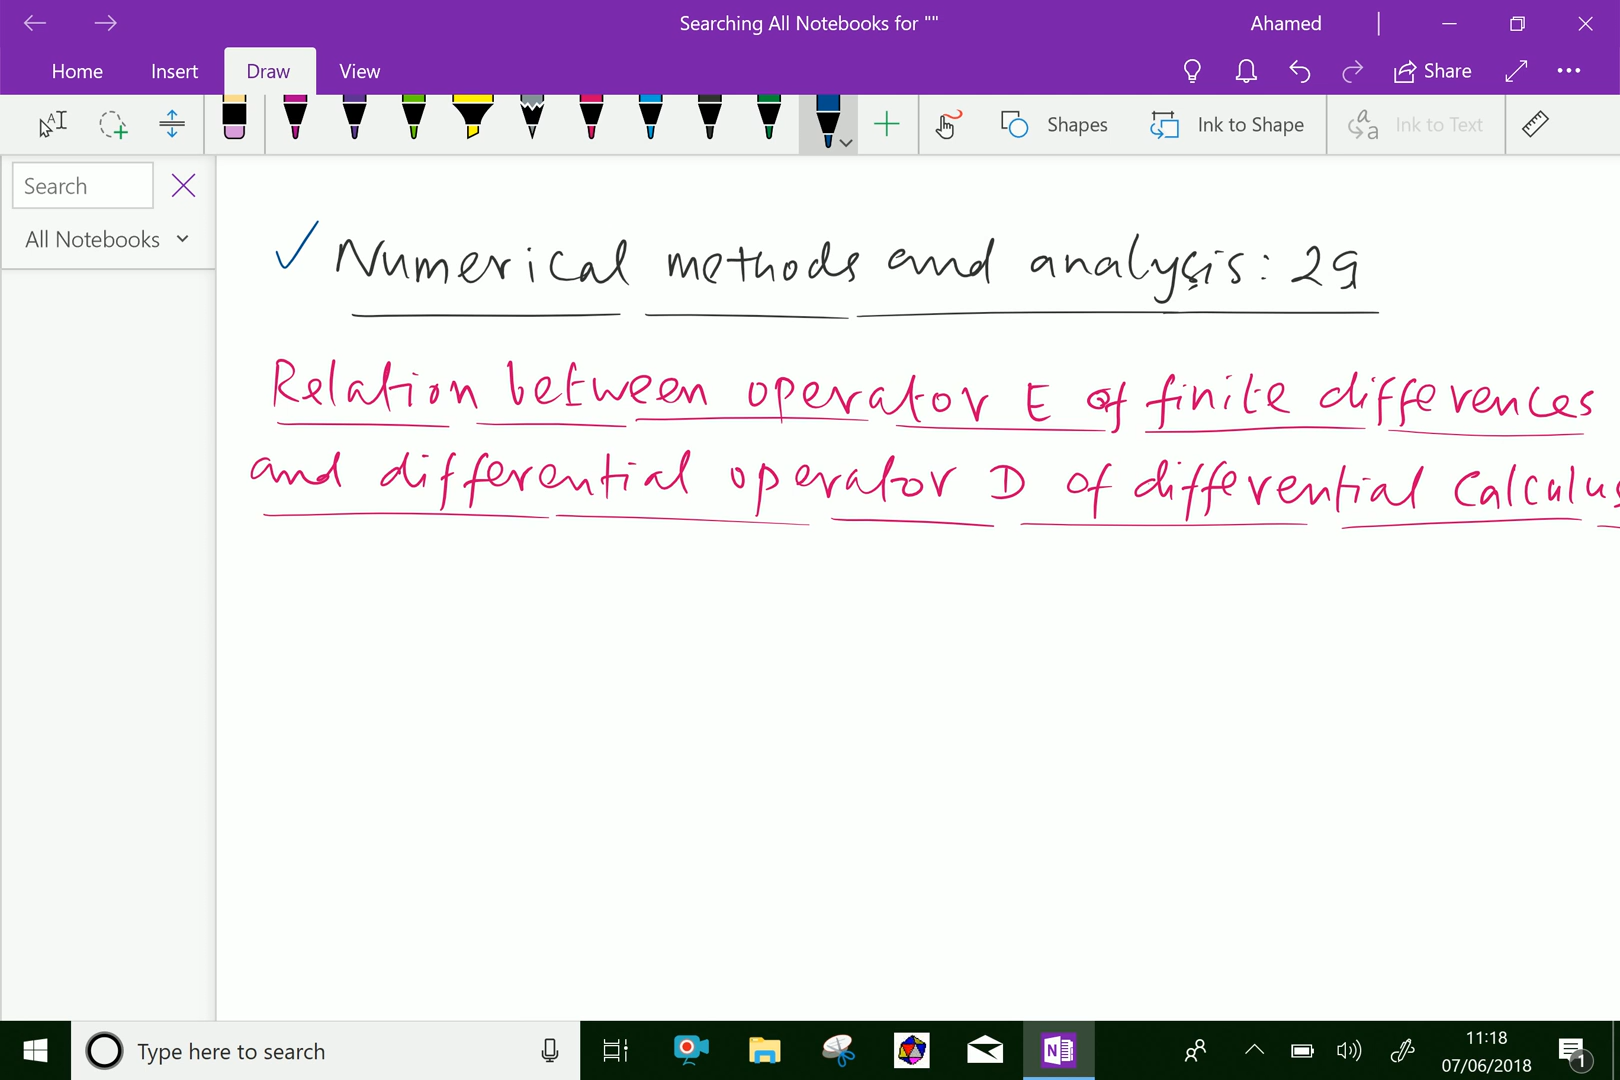 Searching All Notebooks for ""
Ahamed
Home Insert Draw View
Share
Shapes Ink to Shape Ink to Text
Search
All Notebooks
Numerical methods and analysis: 29
Relation between operator E of finite differences
and differential operator D of differential Calculus
Type here to search
11:18
07/06/2018
1